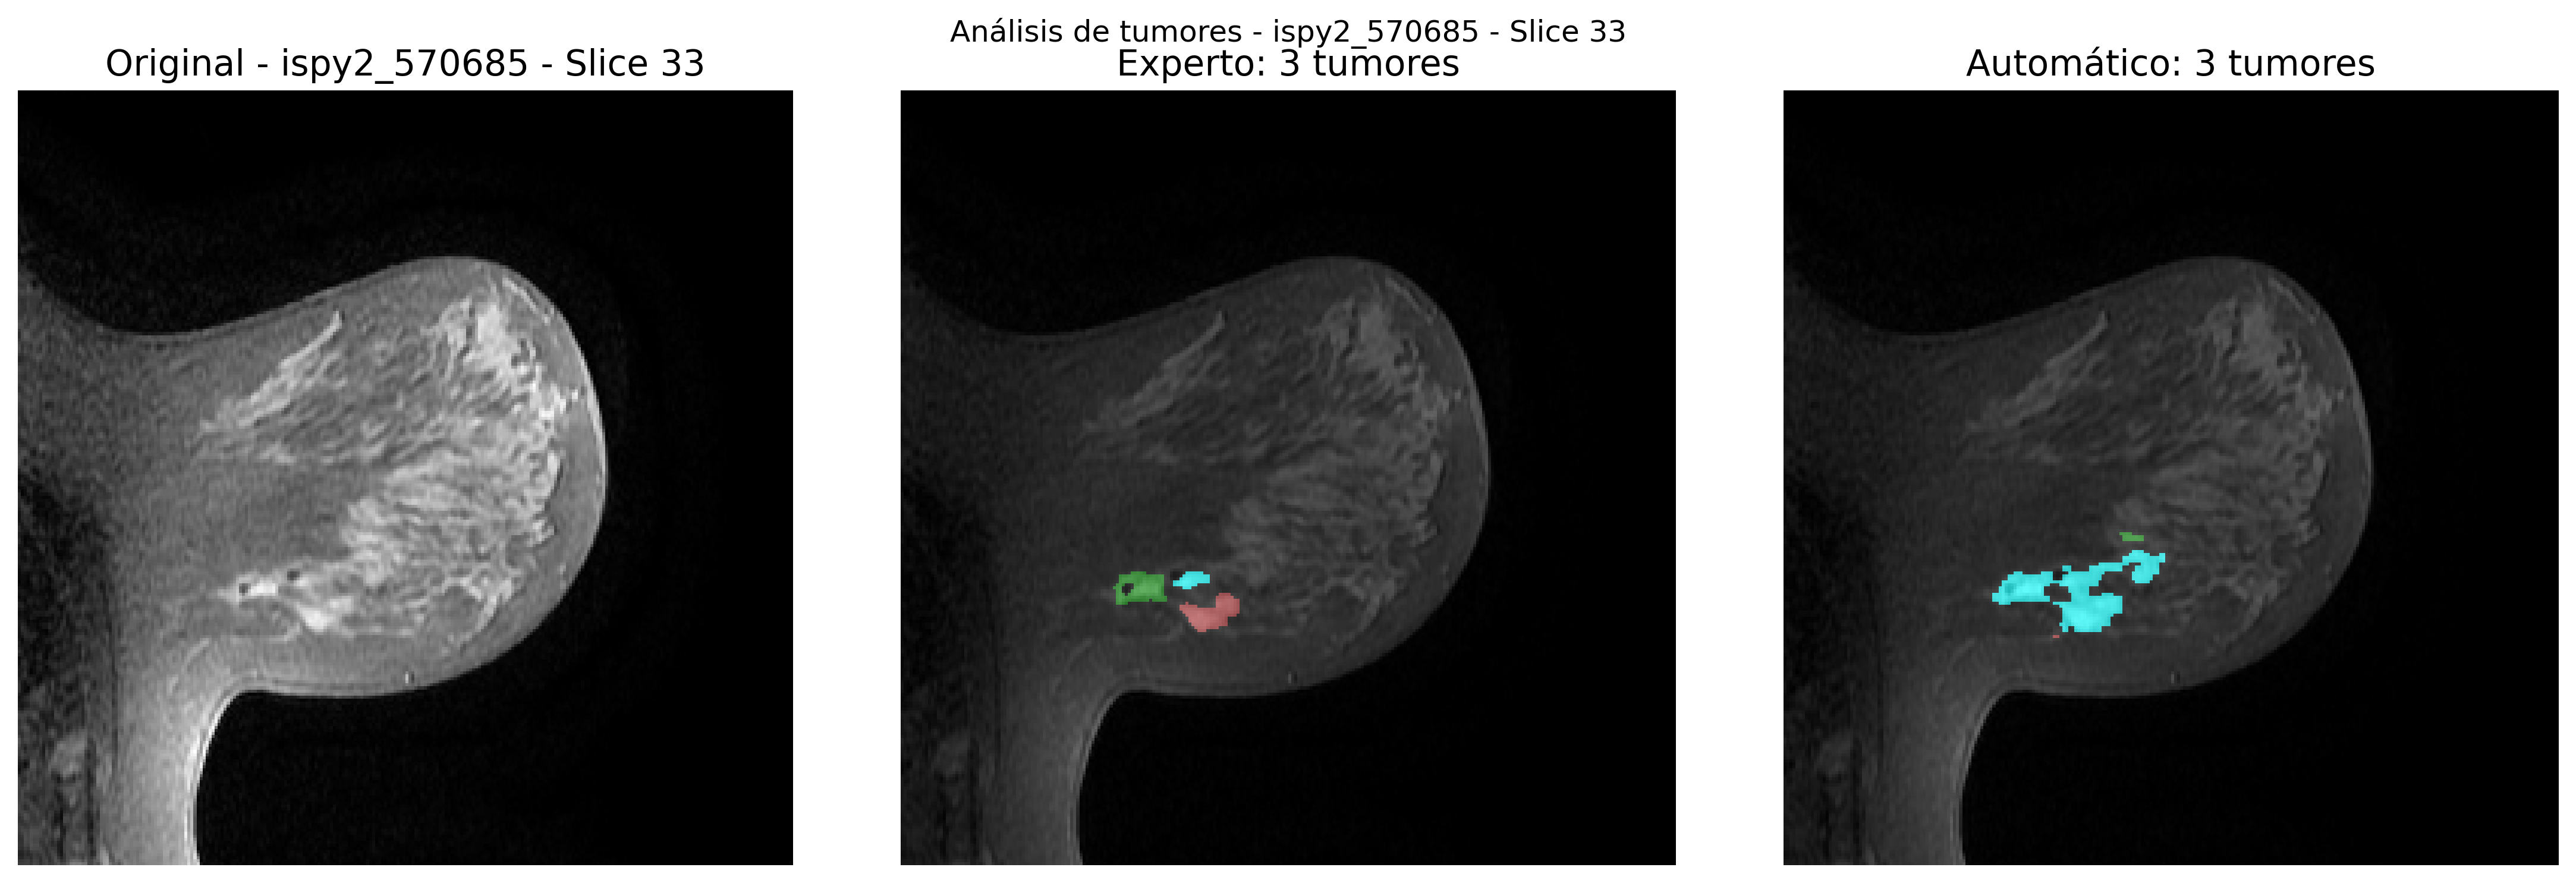 Análisis de tumores - ispy2_570685 - Slice 33
Original - ispy2_570685 - Slice 33
Experto: 3 tumores
Automático: 3 tumores